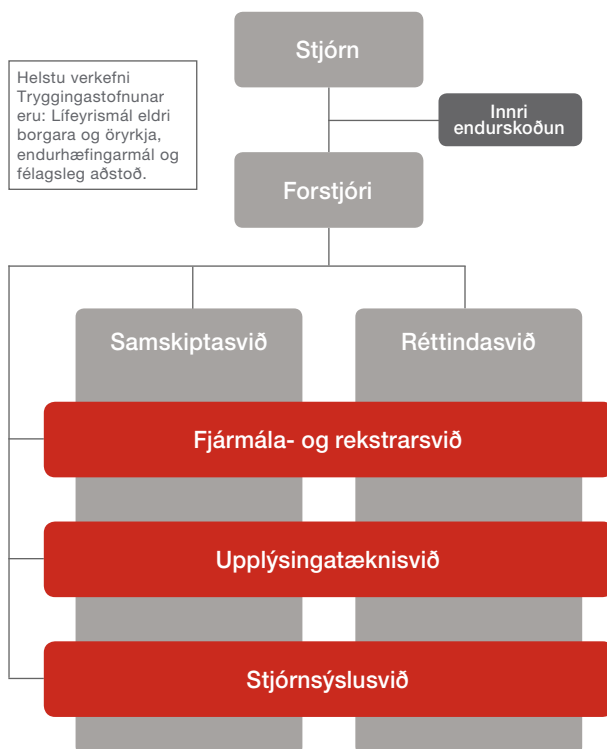 Stjórn
Helstu verkefni
Tryggingastofnunar
eru: Lífeyrismál eldri
borgara og öryrkja,
endurhæfingarmál og
félagsleg aðstoð.
Innri
endurskoðun
Forstjóri
Samskiptasvið
Réttindasvið
Fjármála- og rekstrarsvið
Upplýsingatæknisvið
Stjórnsýslusvið